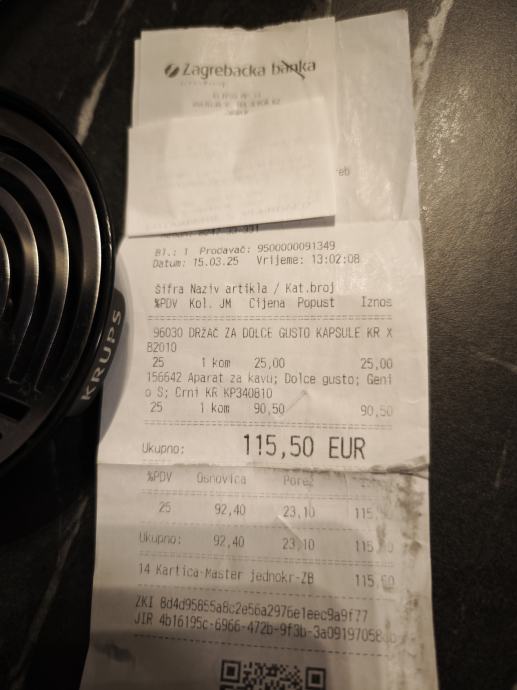 Zagrebačka banka
Bl.: 1 Prodavač: 9500000091349
Datum: 15.03.25 Vrijeme: 13:02:08
Šifra Naziv artikla / Kat.broj
%PDV Kol. JM Cijena Popust Iznos
96030 DRŽAČ ZA DOLCE GUSTO KAPSULE KR X
B2010
25 1 kom 25,00 25,00
156642 Aparat za kavu; Dolce gusto; Geni
o S; Crni KR KP340810
25 1 kom 90,50 90,50
Ukupno: 115,50 EUR
%PDV Osnovica Porez
25 92,40 23,10
Ukupno: 92,40 23,10
14 Kartica-Master jednokr-ZB
ZKI 8d4d95855a8c2e56a2976e1eec9a9f77
JIR 4b16195c-6966-472b-9f3b-3a09197058
KRUPS